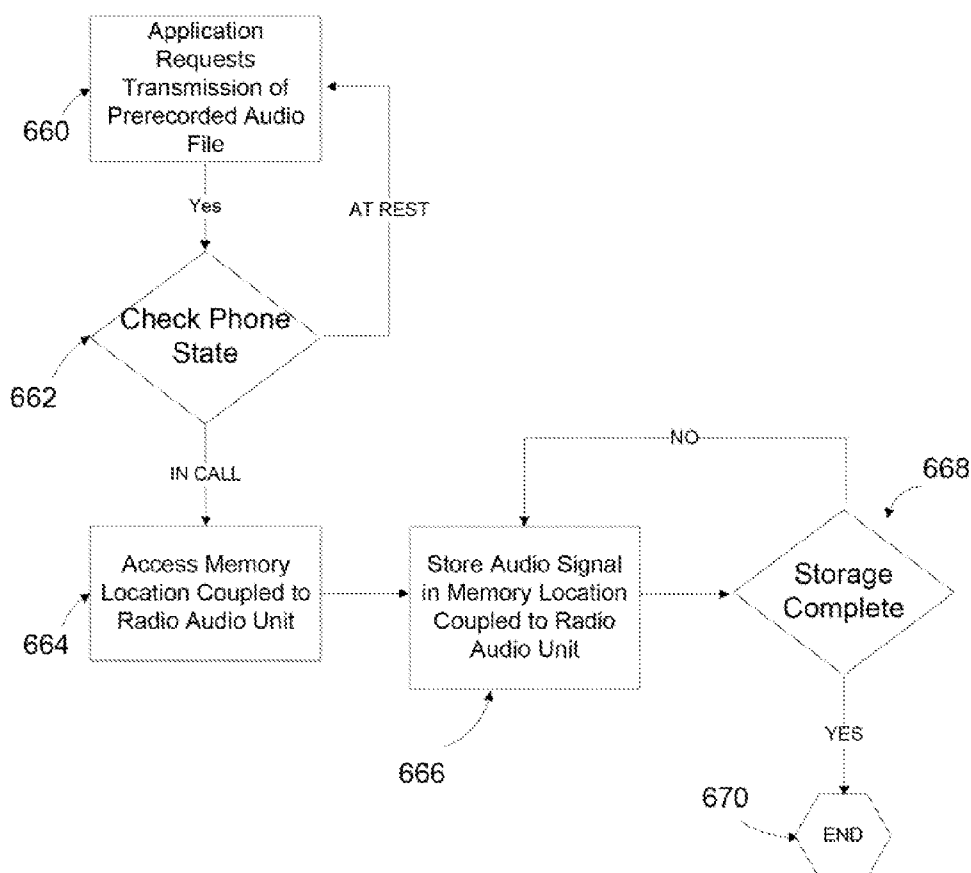 Application
Requests
Transmission of
Prerecorded Audio
File
660
Yes
AT REST
Check Phone
State
662
IN CALL
NO
668
Access Memory
Location Coupled to
Radio Audio Unit
664
Store Audio Signal
in Memory Location
Coupled to Radio
Audio Unit
666
Storage
Complete
YES
670
END